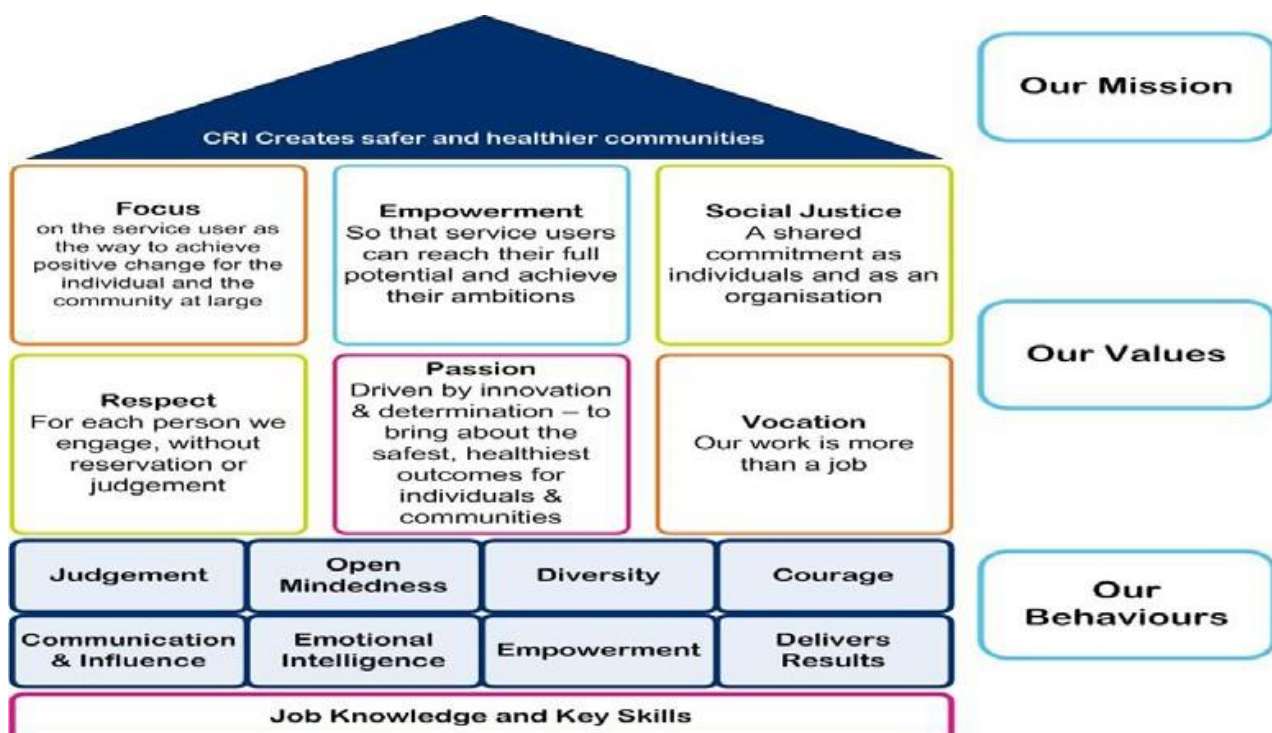 CRI Creates safer and healthier communities
Our Mission
Focus
on the service user as
the way to achieve
positive change for the
individual and the
community at large
Empowerment
So that service users
can reach their full
potential and achieve
their ambitions
Social Justice
A shared
commitment as
individuals and as an
organisation
Our Values
Respect
For each person we
engage, without
reservation or
judgement
Passion
Driven by innovation
& determination – to
bring about the
safest, healthiest
outcomes for
individuals &
communities
Vocation
Our work is more
than a job
Judgement
Open
Mindedness
Diversity
Courage
Our
Behaviours
Communication
& Influence
Emotional
Intelligence
Empowerment
Delivers
Results
Job Knowledge and Key Skills